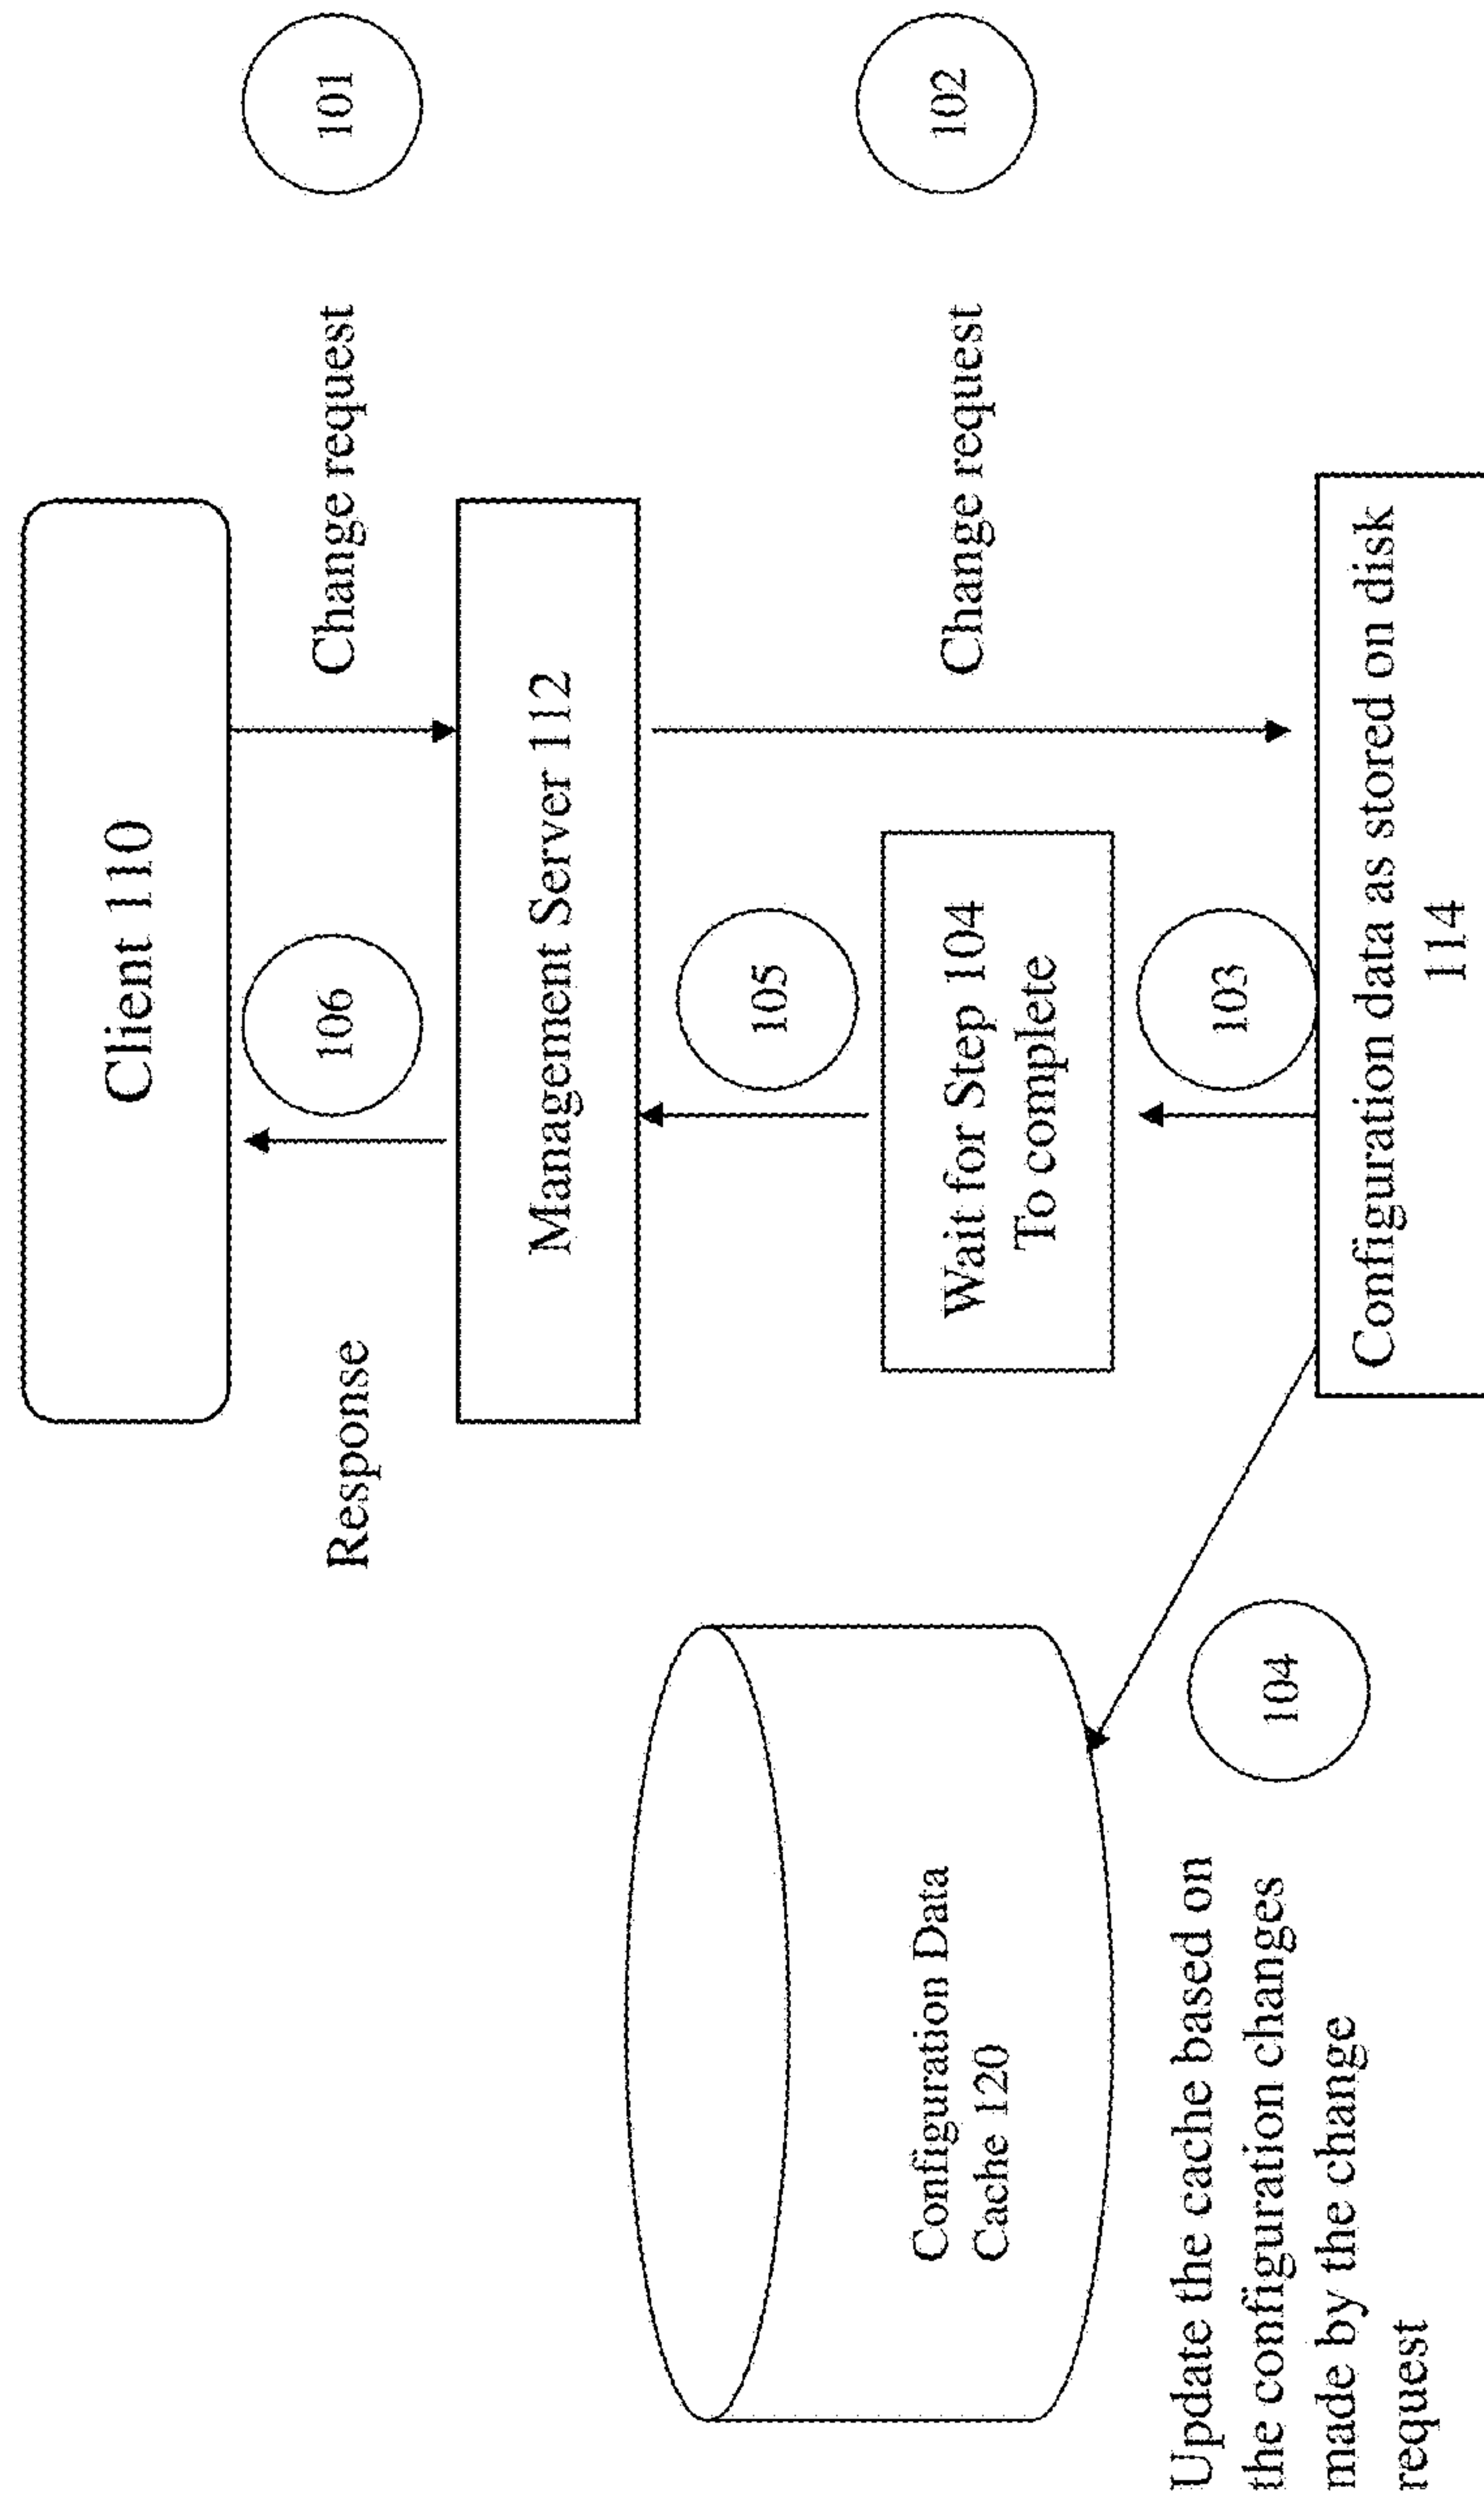 Client 110
Response
106
Change request
101
Management Server 112
105
Configuration Data
Cache 120
Wait for Step 104
To complete
Change request
102
103
104
Update the cache based on
the configuration changes
made by the change
request
Configuration data as stored on disk
114